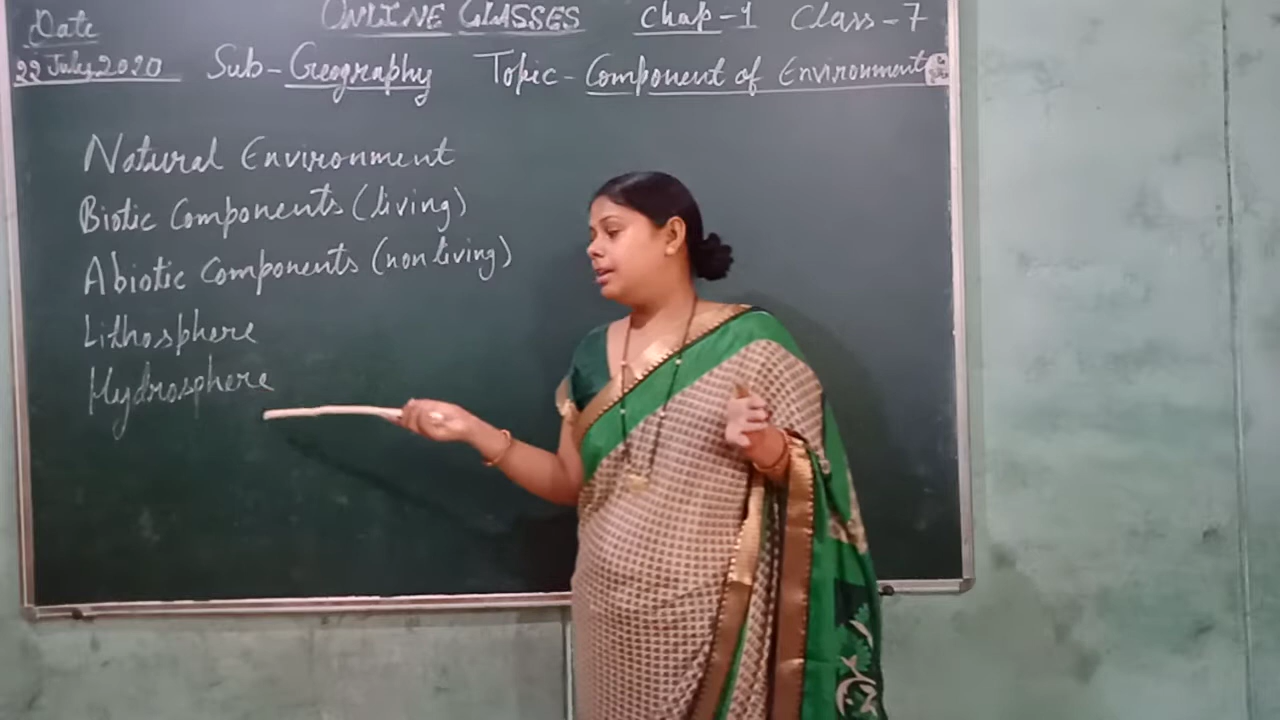 Date ONLINE CLASSES Chap-1 Class-7
22 July 2020 Sub-Geography Topic-Component of Environment
Natural Environment
Biotic Components (living)
Abiotic Components (non living)
Lithosphere
Hydrosphere